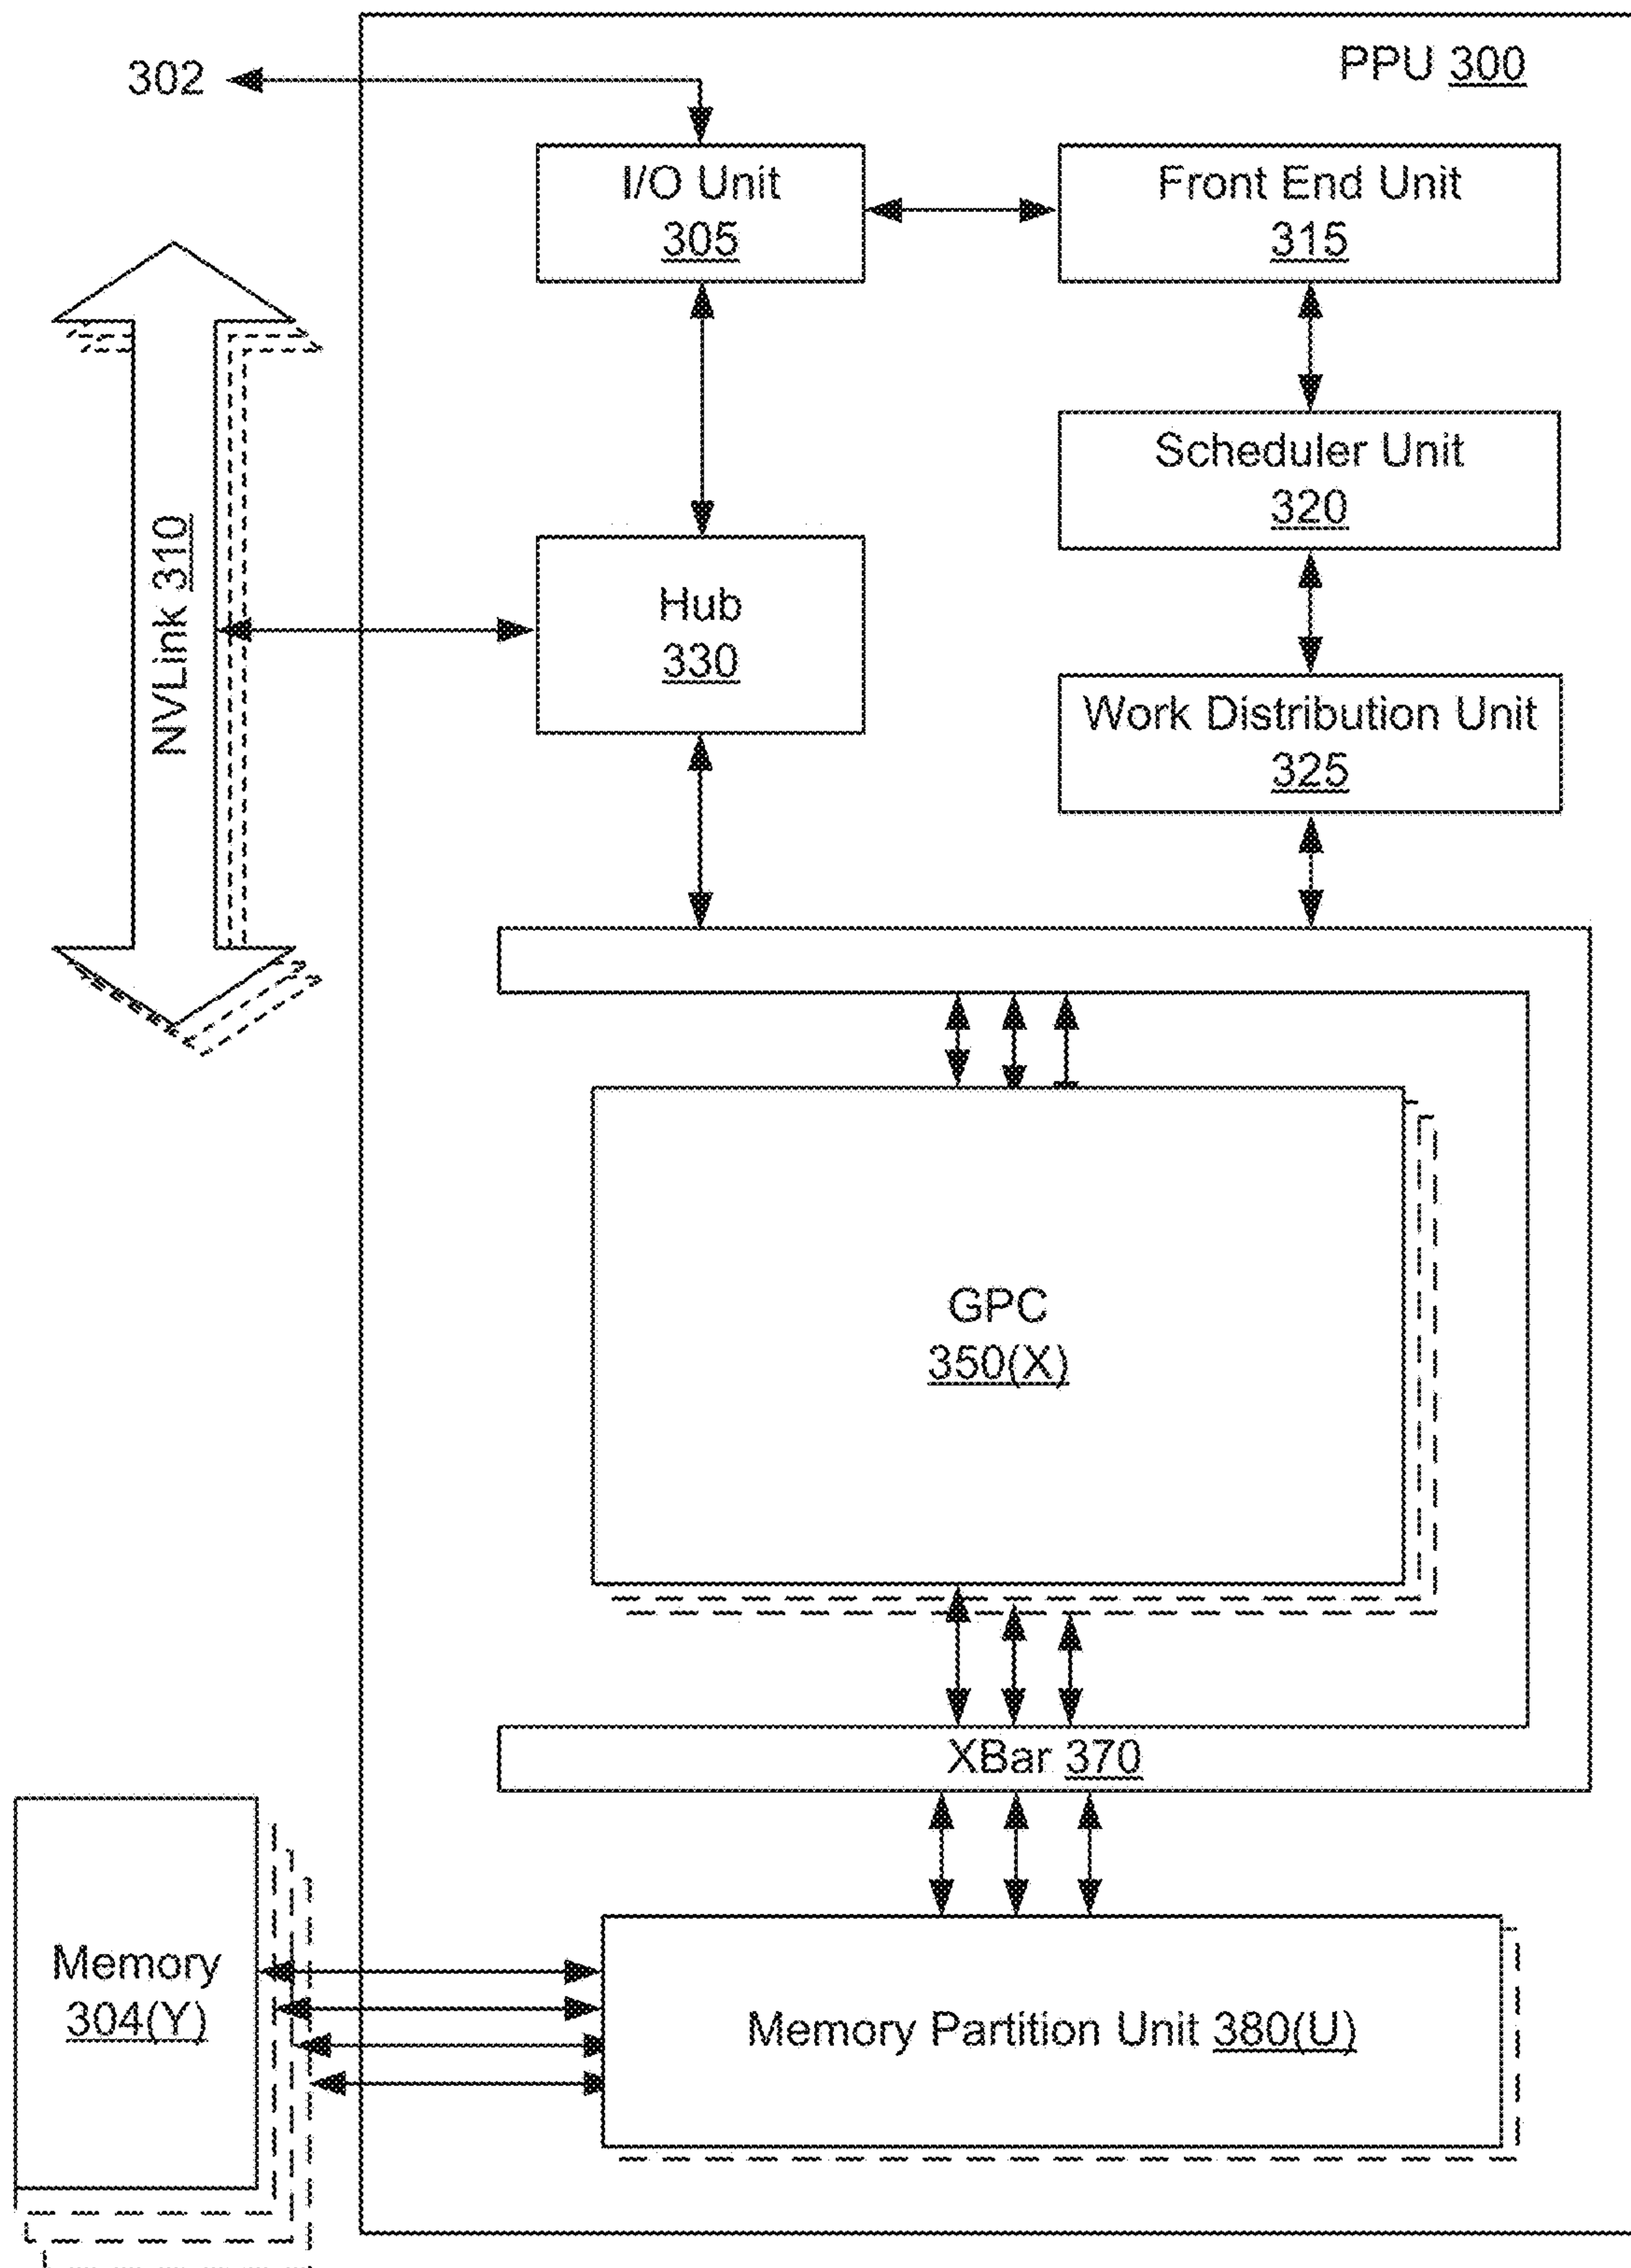 PPU 300
302
I/O Unit
305
Front End Unit
315
Scheduler Unit
320
NVLink 310
Hub
330
Work Distribution Unit
325
GPC
350(X)
XBar 370
Memory
304(Y)
Memory Partition Unit 380(U)